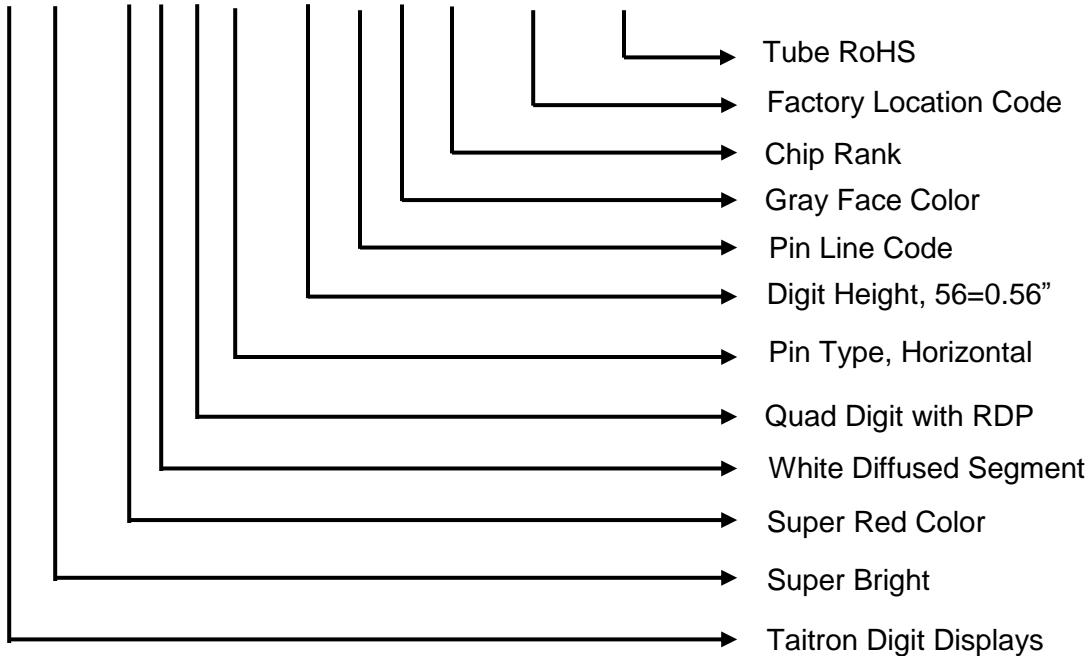 Tube RoHS
Factory Location Code
Chip Rank
Gray Face Color
Pin Line Code
Digit Height, 56=0.56”
Pin Type, Horizontal
Quad Digit with RDP
White Diffused Segment
Super Red Color
Super Bright
Taitron Digit Displays